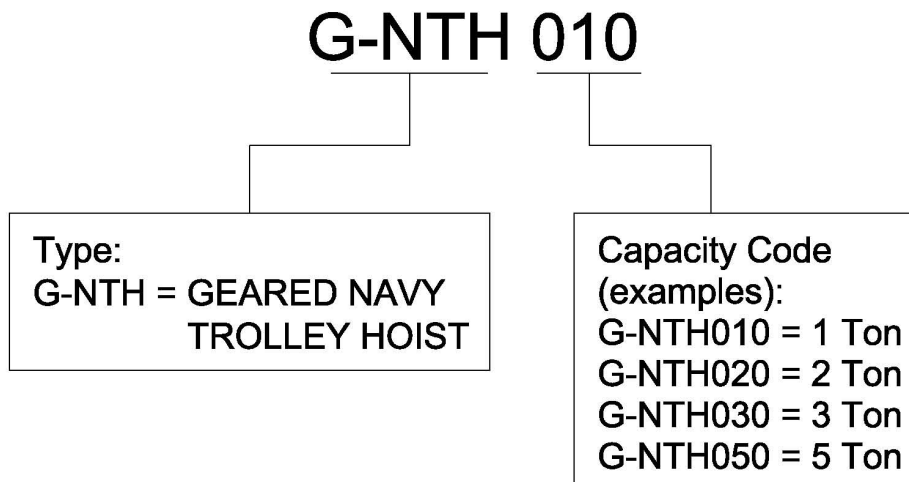 G-NTH 010
Type:
G-NTH = GEARED NAVY
TROLLEY HOIST
Capacity Code
(examples):
G-NTH010 = 1 Ton
G-NTH020 = 2 Ton
G-NTH030 = 3 Ton
G-NTH050 = 5 Ton